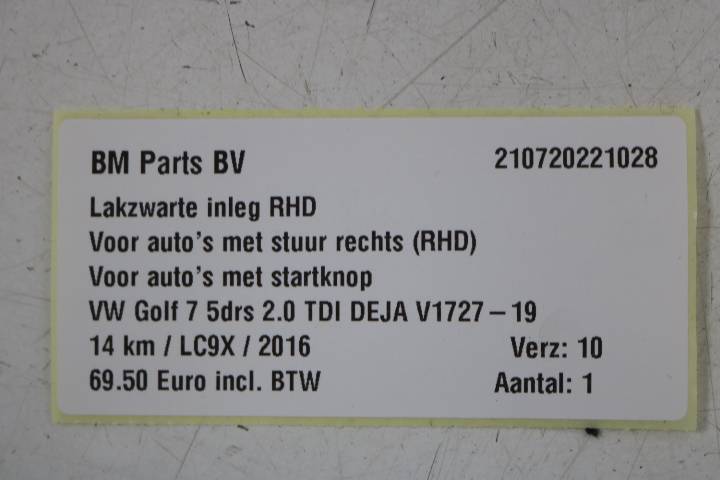 BM Parts BV 210720221028
Lakzwarte inleg RHD
Voor auto's met stuur rechts (RHD)
Voor auto's met startknop
VW Golf 7 5drs 2.0 TDI DEJA V1727 – 19
14 km / LC9X / 2016 Verz: 10
69.50 Euro incl. BTW Aantal: 1